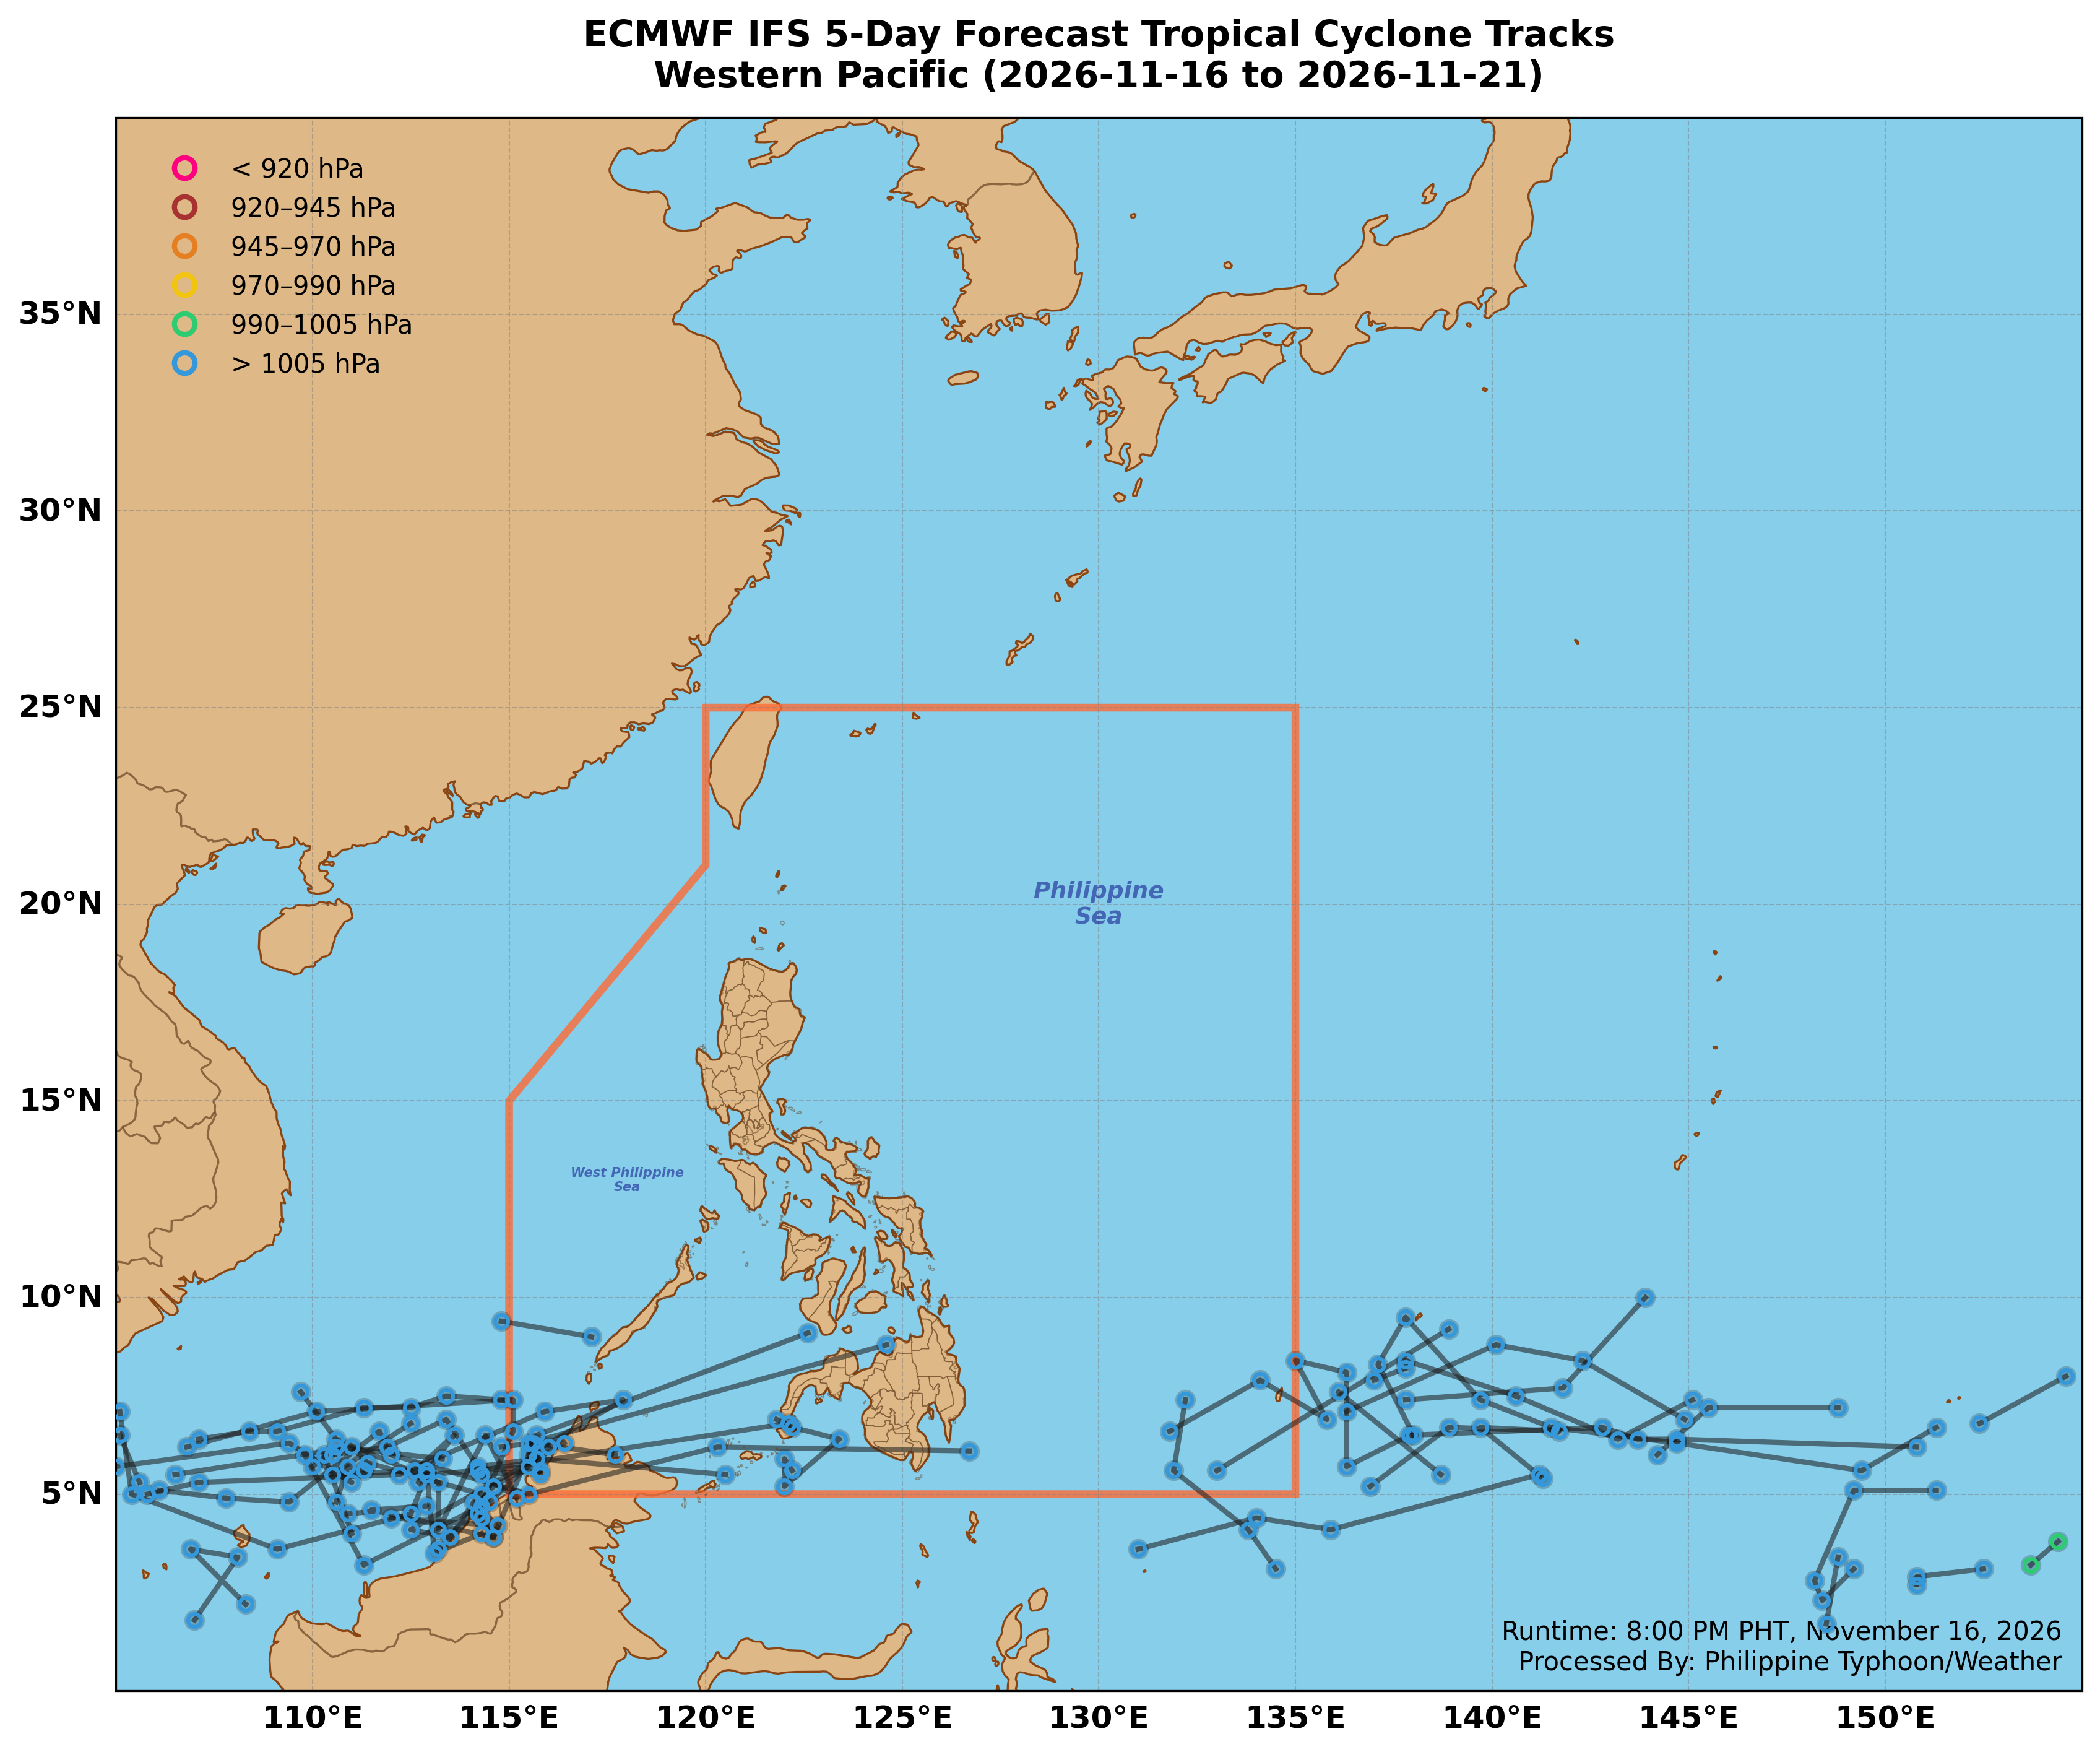 ECMWF IFS 5-Day Forecast Tropical Cyclone Tracks
Western Pacific (2026-11-16 to 2026-11-21)
< 920 hPa
920–945 hPa
945–970 hPa
970–990 hPa
990–1005 hPa
> 1005 hPa
35°N
30°N
25°N
20°N
15°N
10°N
5°N
Philippine
Sea
West Philippine
Sea
Runtime: 8:00 PM PHT, November 16, 2026
Processed By: Philippine Typhoon/Weather
110°E 115°E 120°E 125°E 130°E 135°E 140°E 145°E 150°E